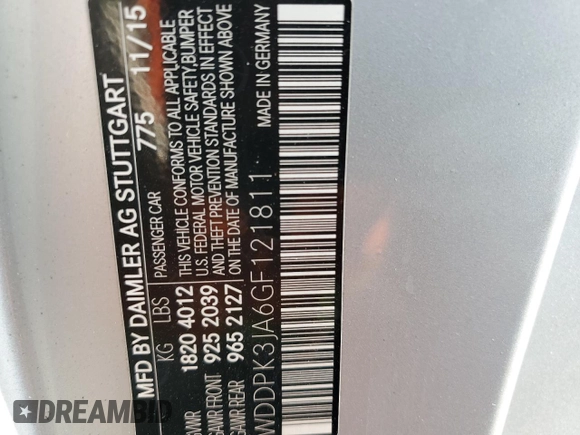 MFD BY DAIMLER AG STUTTGART
775 11/15
PASSENGER CAR
KG LBS
GVWR 1820 4012
GAWR FRONT 925 2039
GAWR REAR 965 2127
THIS VEHICLE CONFORMS TO ALL APPLICABLE
U.S. FEDERAL MOTOR VEHICLE SAFETY, BUMPER
AND THEFT PREVENTION STANDARDS IN EFFECT
ON THE DATE OF MANUFACTURE SHOWN ABOVE
MADE IN GERMANY
WDDPK3JA6GF121811
DREAMBID